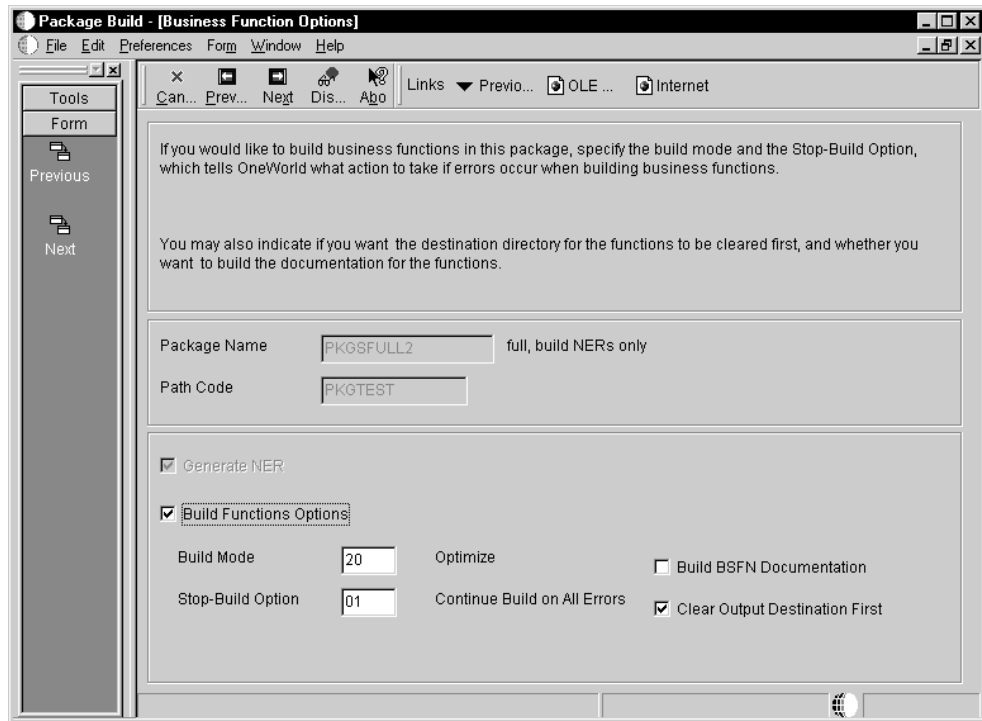 Package Build - [Business Function Options]
File Edit Preferences Form Window Help
Can... Prev... Next Dis... Abo Links Previo... OLE ... Internet
Tools
Form
Previous
Next
If you would like to build business functions in this package, specify the build mode and the Stop-Build Option,
which tells OneWorld what action to take if errors occur when building business functions.
You may also indicate if you want the destination directory for the functions to be cleared first, and whether you
want to build the documentation for the functions.
Package Name PKGSFULL2 full, build NERs only
Path Code PKGTEST
Generate NER
Build Functions Options
Build Mode 20 Optimize Build BSFN Documentation
Stop-Build Option 01 Continue Build on All Errors Clear Output Destination First